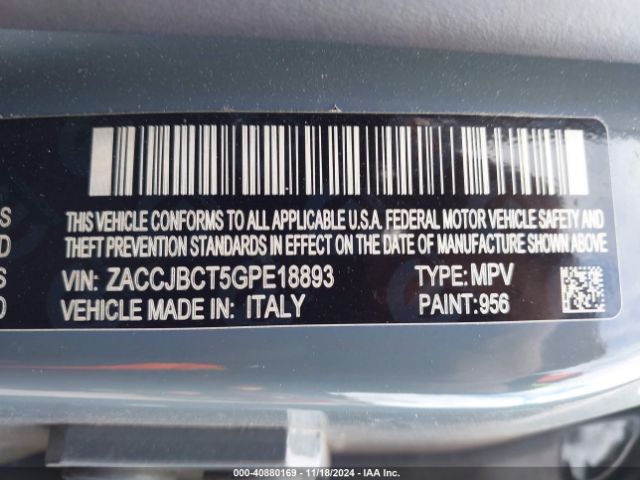 THIS VEHICLE CONFORMS TO ALL APPLICABLE U.S.A. FEDERAL MOTOR VEHICLE SAFETY AND
THEFT PREVENTION STANDARDS IN EFFECT ON THE DATE OF MANUFACTURE SHOWN ABOVE
VIN: ZACCJBCT5GPE18893 TYPE: MPV
VEHICLE MADE IN: ITALY PAINT:956
000-40880169 - 11/18/2024 - IAA Inc.